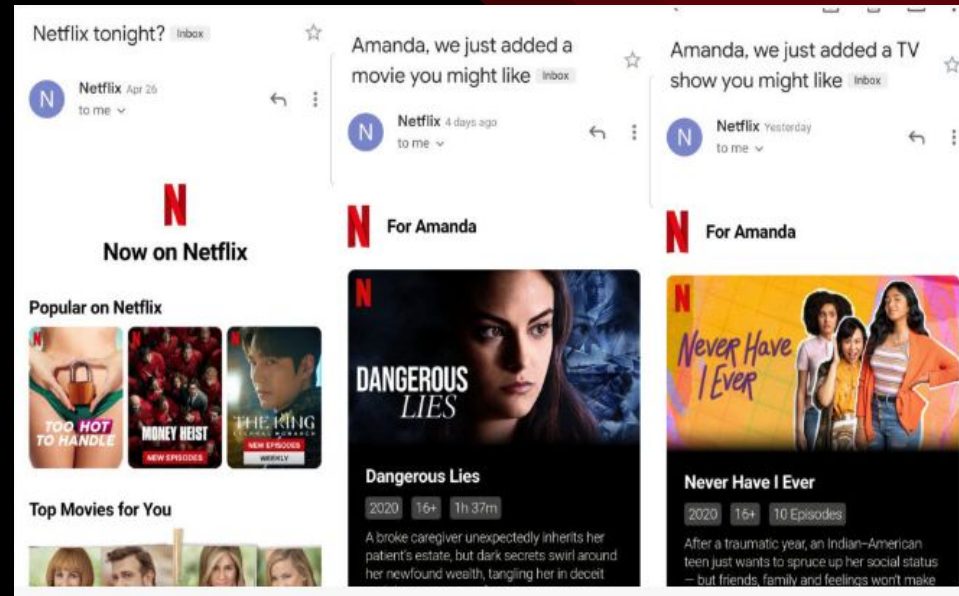 Netflix tonight? Inbox
N
Netflix Apr 26
to me
N
Now on Netflix
Popular on Netflix
N
TOO HOT
TO HANDLE
N
MONEY HEIST
NEW EPISODES
N
THE KING
ETERNAL MONARCH
NEW EPISODES
WEEKLY
Top Movies for You
Amanda, we just added a
movie you might like Inbox
N
Netflix 4 days ago
to me
N
For Amanda
N
DANGEROUS
LIES
Dangerous Lies
2020 16+ 1h 37m
A broke caregiver unexpectedly inherits her
patient's estate, but dark secrets swirl around
her newfound wealth, tangling her in deceit
Amanda, we just added a TV
show you might like Inbox
N
Netflix Yesterday
to me
N
For Amanda
N
Never Have
I Ever
Never Have I Ever
2020 16+ 10 Episodes
After a traumatic year, an Indian-American
teen just wants to spruce up her social status
— but friends, family and feelings won't make